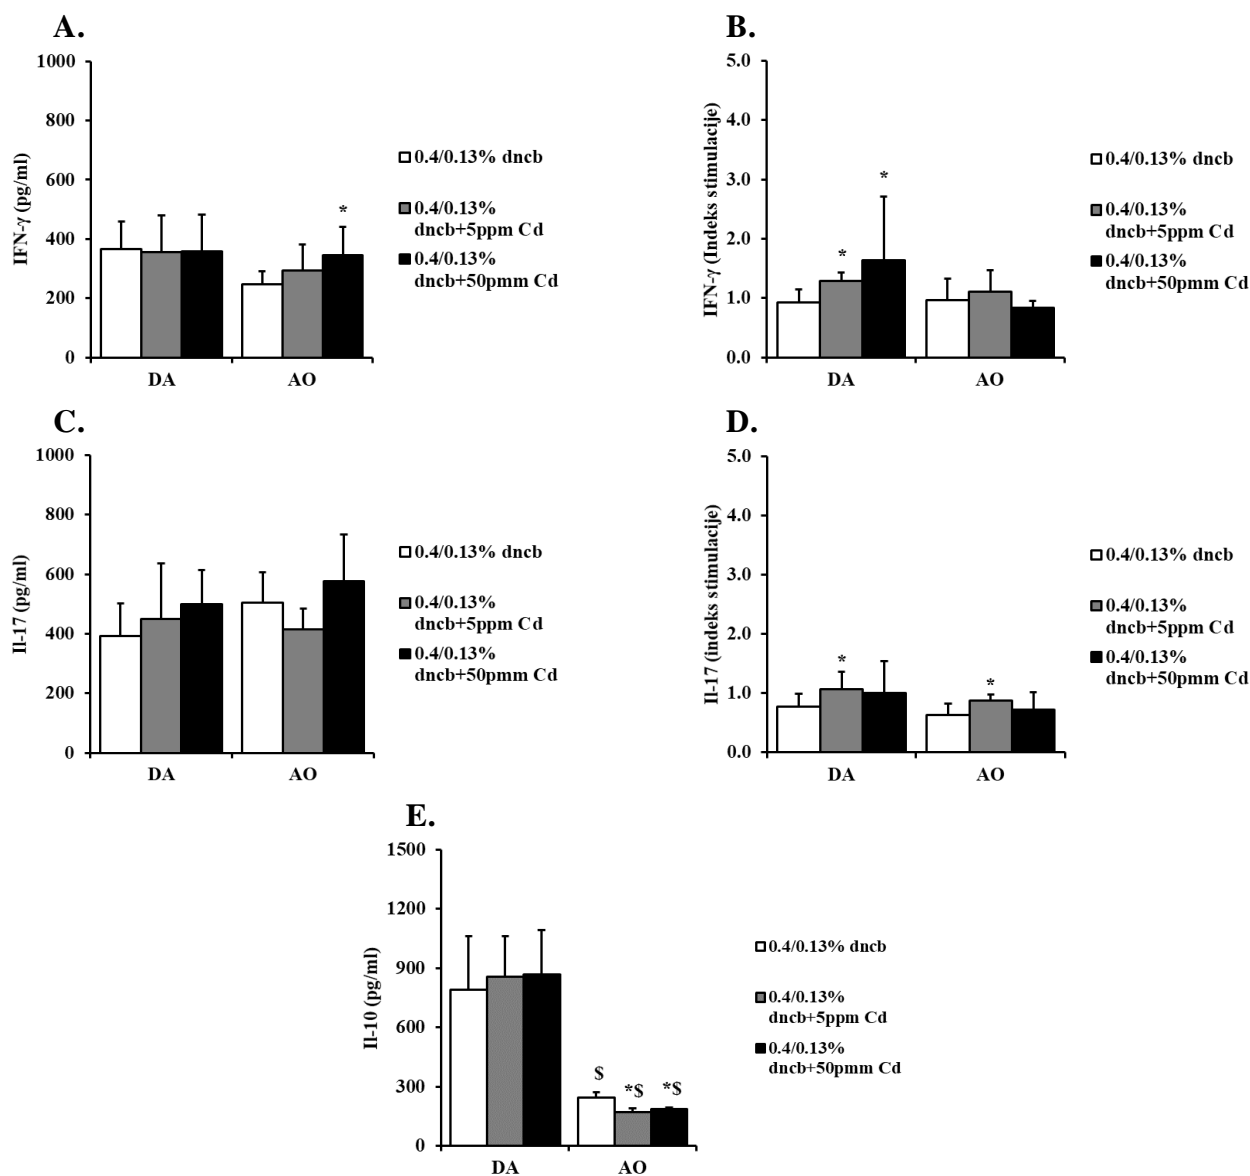 A.
1000
800
600
400
200
0
IFN-γ (pg/ml)
*
DA
AO
0.4/0.13% dncb
0.4/0.13%
dncb+5ppm Cd
0.4/0.13%
dncb+50pmm Cd
B.
5.0
4.0
3.0
2.0
1.0
0.0
IFN-γ (Indeks stimulacije)
*
*
DA
AO
0.4/0.13% dncb
0.4/0.13%
dncb+5ppm Cd
0.4/0.13%
dncb+50pmm Cd
C.
1000
800
600
400
200
0
Il-17 (pg/ml)
DA
AO
0.4/0.13% dncb
0.4/0.13%
dncb+5ppm Cd
0.4/0.13%
dncb+50pmm Cd
D.
5.0
4.0
3.0
2.0
1.0
0.0
Il-17 (indeks stimulacije)
*
*
DA
AO
0.4/0.13% dncb
0.4/0.13%
dncb+5ppm Cd
0.4/0.13%
dncb+50pmm Cd
E.
1500
1200
900
600
300
0
Il-10 (pg/ml)
$
*$
*$
DA
AO
0.4/0.13% dncb
0.4/0.13%
dncb+5ppm Cd
0.4/0.13%
dncb+50pmm Cd